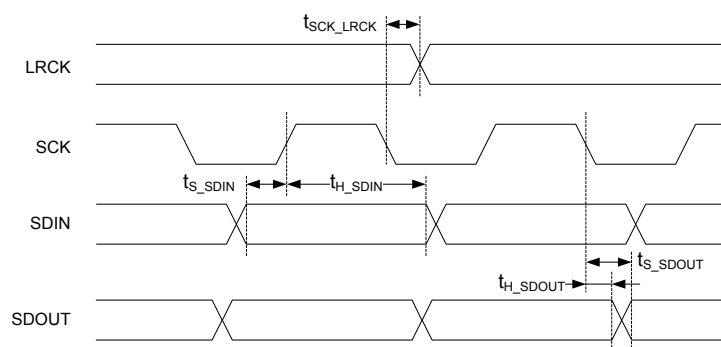 tSCK_LRCK
LRCK
SCK
tS_SDIN
tH_SDIN
SDIN
tS_SDOUT
tH_SDOUT
SDOUT